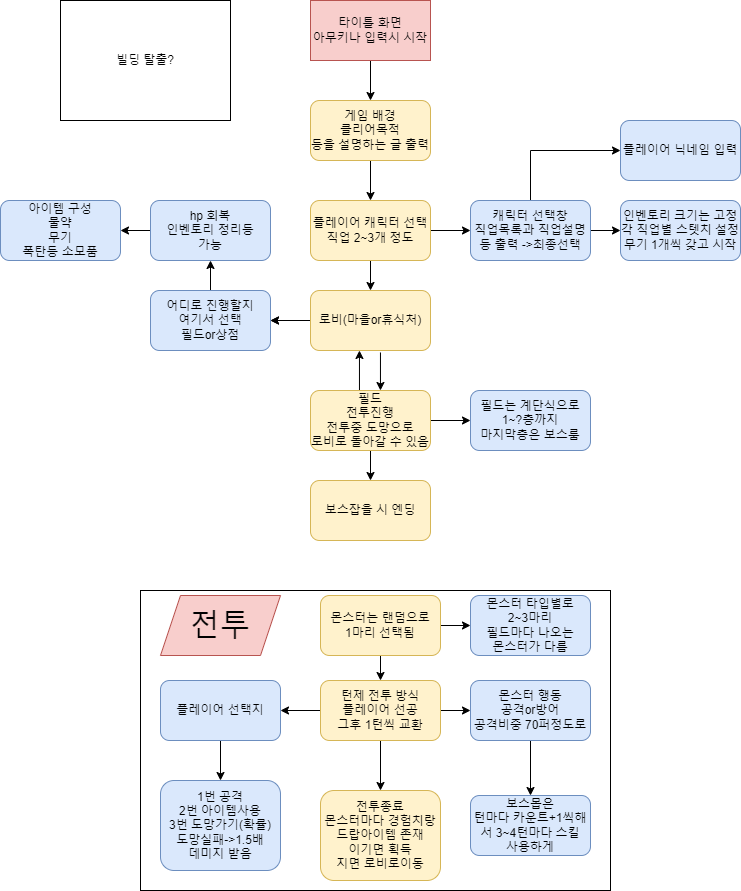 빌딩 탈출?
타이틀 화면
아무키나 입력시 시작
게임 배경
클리어목적
등을 설명하는 글 출력
플레이어 닉네임 입력
아이템 구성
물약
무기
폭탄등 소모품
hp 회복
인벤토리 정리등
가능
플레이어 캐릭터 선택
직업 2~3개 정도
캐릭터 선택창
직업목록과 직업설명
등 출력 ->최종선택
인벤토리 크기는 고정
각 직업별 스텟치 설정
무기 1개씩 갖고 시작
어디로 진행할지
여기서 선택
필드or상점
로비(마을or휴식처)
필드
전투진행
전투중 도망으로
로비로 돌아갈 수 있음
필드는 계단식으로
1~?층까지
마지막층은 보스룸
보스잡을 시 엔딩
전투
몬스터는 랜덤으로
1마리 선택됨
몬스터 타입별로
2~3마리
필드마다 나오는
몬스터가 다름
플레이어 선택지
턴제 전투 방식
플레이어 선공
그후 1턴씩 교환
몬스터 행동
공격or방어
공격비중 70퍼정도로
1번 공격
2번 아이템사용
3번 도망가기(확률)
도망실패->1.5배
데미지 받음
전투종료
몬스터마다 경험치랑
드랍아이템 존재
이기면 획득
지면 로비로이동
보스몹은
턴마다 카운트+1씩해
서 3~4턴마다 스킬
사용하게